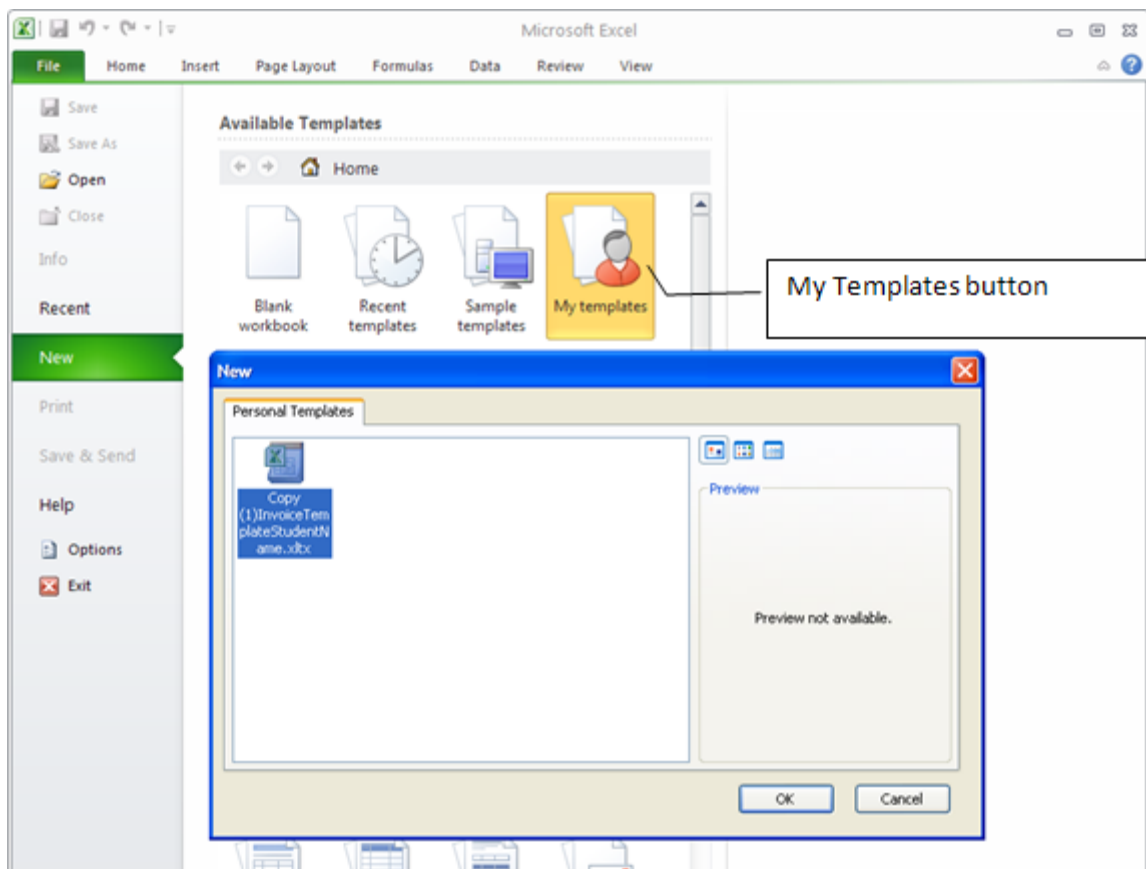 Microsoft Excel
File Home Insert Page Layout Formulas Data Review View
Save
Save As
Open
Close
Info
Recent
New
Print
Save & Send
Help
Options
Exit
Available Templates
Home
Blank
workbook
Recent
templates
Sample
templates
My templates
My Templates button
New
Personal Templates
Copy
(1)InvoiceTem
plateStudentN
ame.xltx
Preview
Preview not available.
OK
Cancel